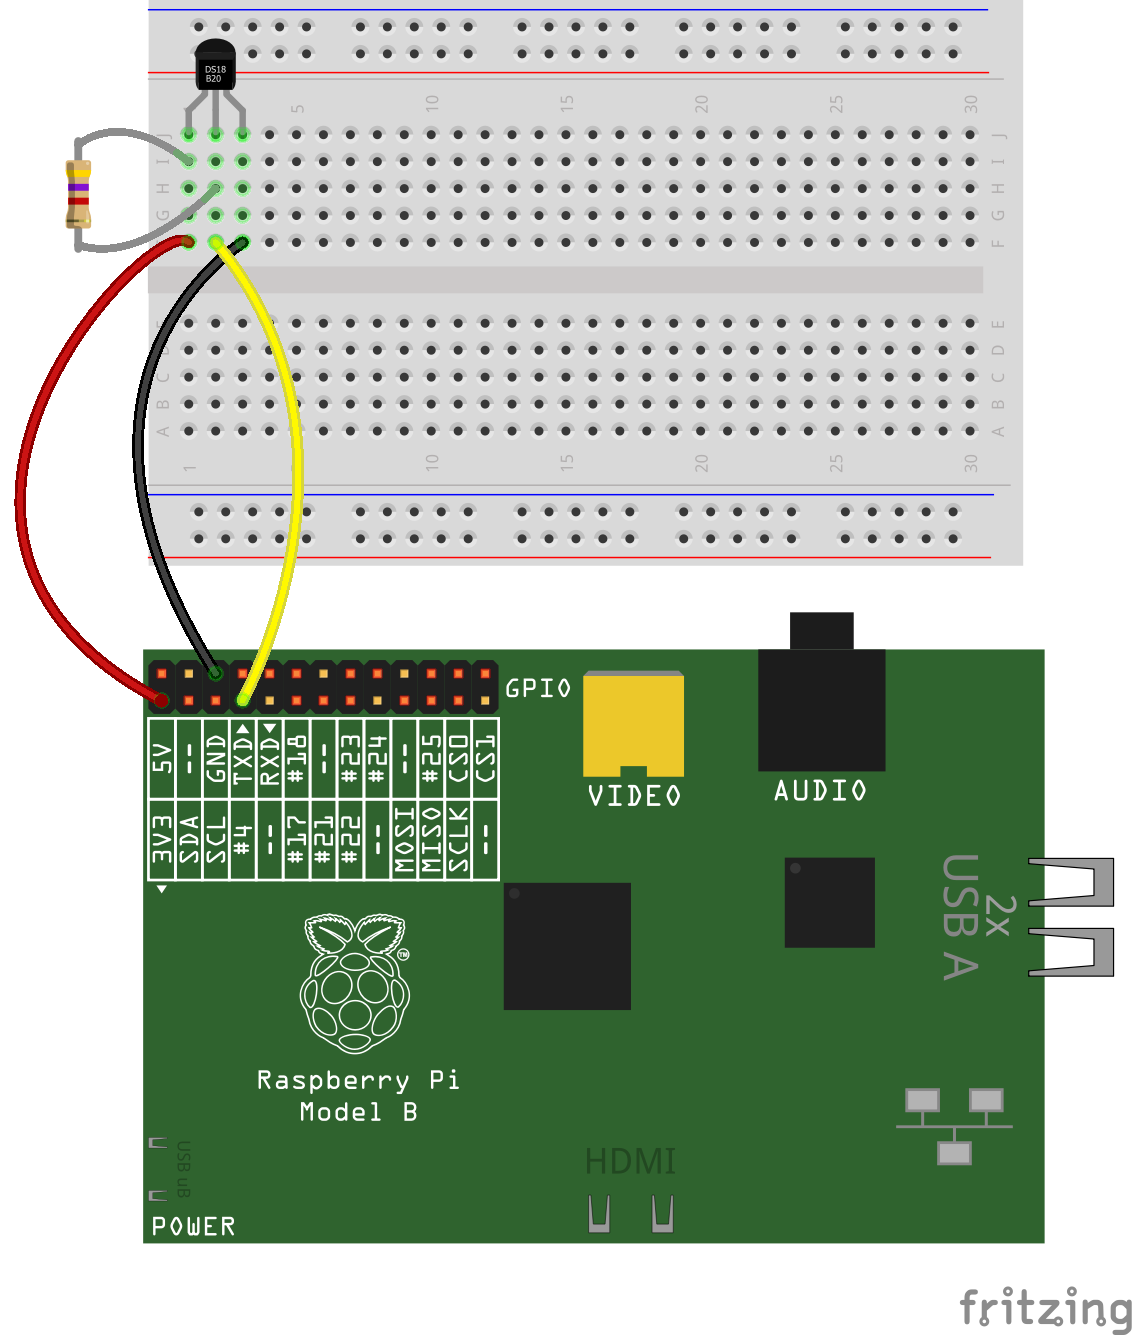 DS18
B20
5 10 15 20 25 30
J J
I I
H H
G G
F F
E E
D D
C C
B B
A A
1 10 15 20 25 30
GPIO
5V -- GND TXD RXD #18 -- #23 #24 -- #25 CS0 CS1
3V3 SDA SCL #4 -- #17 #21 #22 -- MOSI MISO SCLK --
VIDEO
AUDIO
2x
USB A
TM
Raspberry Pi
Model B
HDMI
USB uB
POWER
fritzing